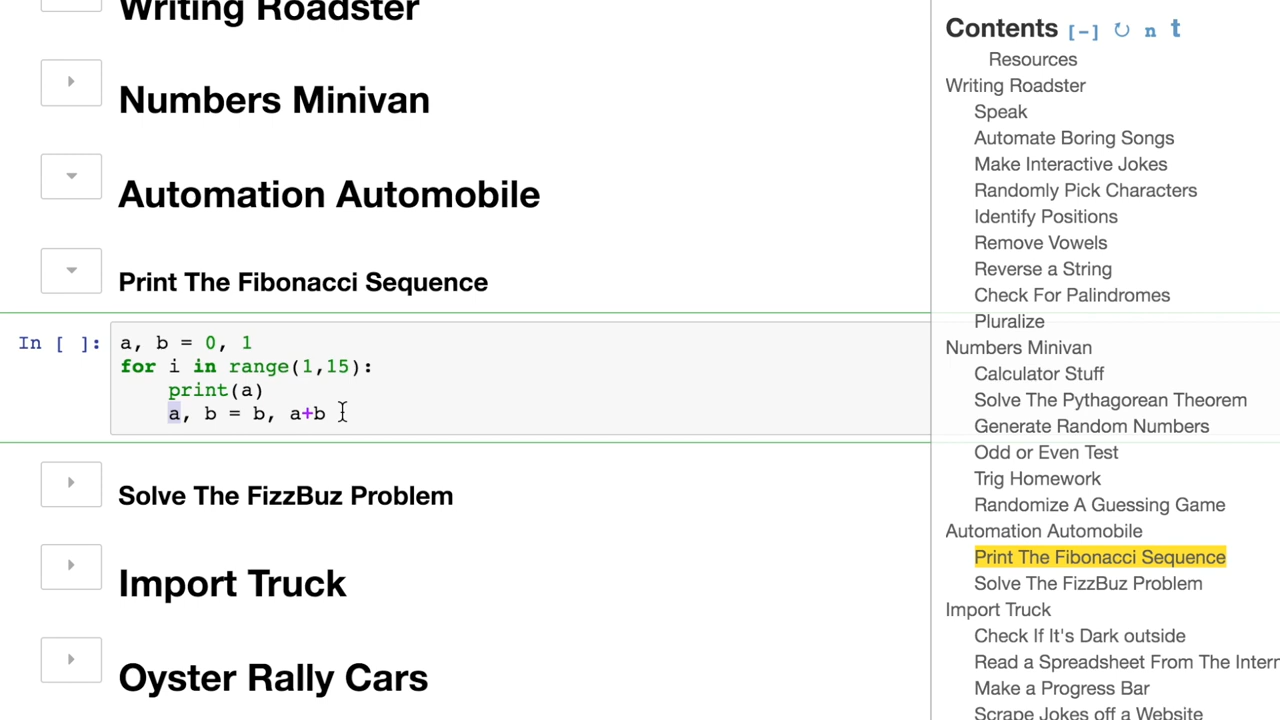 Writing Roadster
Numbers Minivan
Automation Automobile
Print The Fibonacci Sequence
In [ ]:
a, b = 0, 1
for i in range(1,15):
print(a)
a, b = b, a+b
Solve The FizzBuz Problem
Import Truck
Oyster Rally Cars
Contents [-] ↻ n t
Resources
Writing Roadster
Speak
Automate Boring Songs
Make Interactive Jokes
Randomly Pick Characters
Identify Positions
Remove Vowels
Reverse a String
Check For Palindromes
Pluralize
Numbers Minivan
Calculator Stuff
Solve The Pythagorean Theorem
Generate Random Numbers
Odd or Even Test
Trig Homework
Randomize A Guessing Game
Automation Automobile
Print The Fibonacci Sequence
Solve The FizzBuz Problem
Import Truck
Check If It's Dark outside
Read a Spreadsheet From The Intern
Make a Progress Bar
Scrape Jokes off a Website